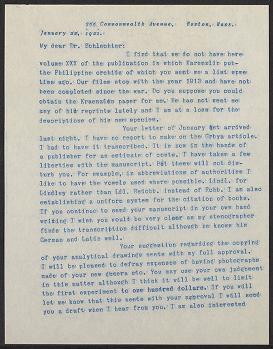 266 Commonwealth Avenue, Boston, Mass.
January 22, 1921.
My dear Mr. Schlechter:
I find that we do not have here
volume XXX of the publication in which Kraenzlin put
the Philippine orchids of which you sent me a list some
time ago. Our files stop with the year 1913 and have not
been completed since the war. Do you suppose you could
obtain the Kraenzlin paper for me. He has not sent me
any of his reprints lately and I am at a loss for the
descriptions of his new species.
Your letter of January 1st arrived
last night. I have no report to make on the Orbys article.
I had to have it transcribed. It is now in the hands of
a publisher for an estimate of costs. I have taken a few
liberties with the manuscript. But these will not dis-
turb you. For example, in abbreviations of authorities I
like to have the vowels used where possible. Lindl. for
Lindley rather than Ldl. Reichb. instead of Rchb. I am also
establishing a uniform system for the citation of books.
If you continue to send your manuscript in your own hand
writing I wish you would be very clear as my stenographer
finds the transcription difficult although he knows his
German and Latin well.
Your suggestion regarding the copying
of your analytical drawings meets with my full approval.
I will be pleased to defray expense of having photographs
made of your new genera etc. You may use your own judgement
in this matter although I think it will be well to limit
the first experiment to one hundred dollars. If you will
let me know that this meets with your approval I will send
you a draft when I hear from you. I am also interested